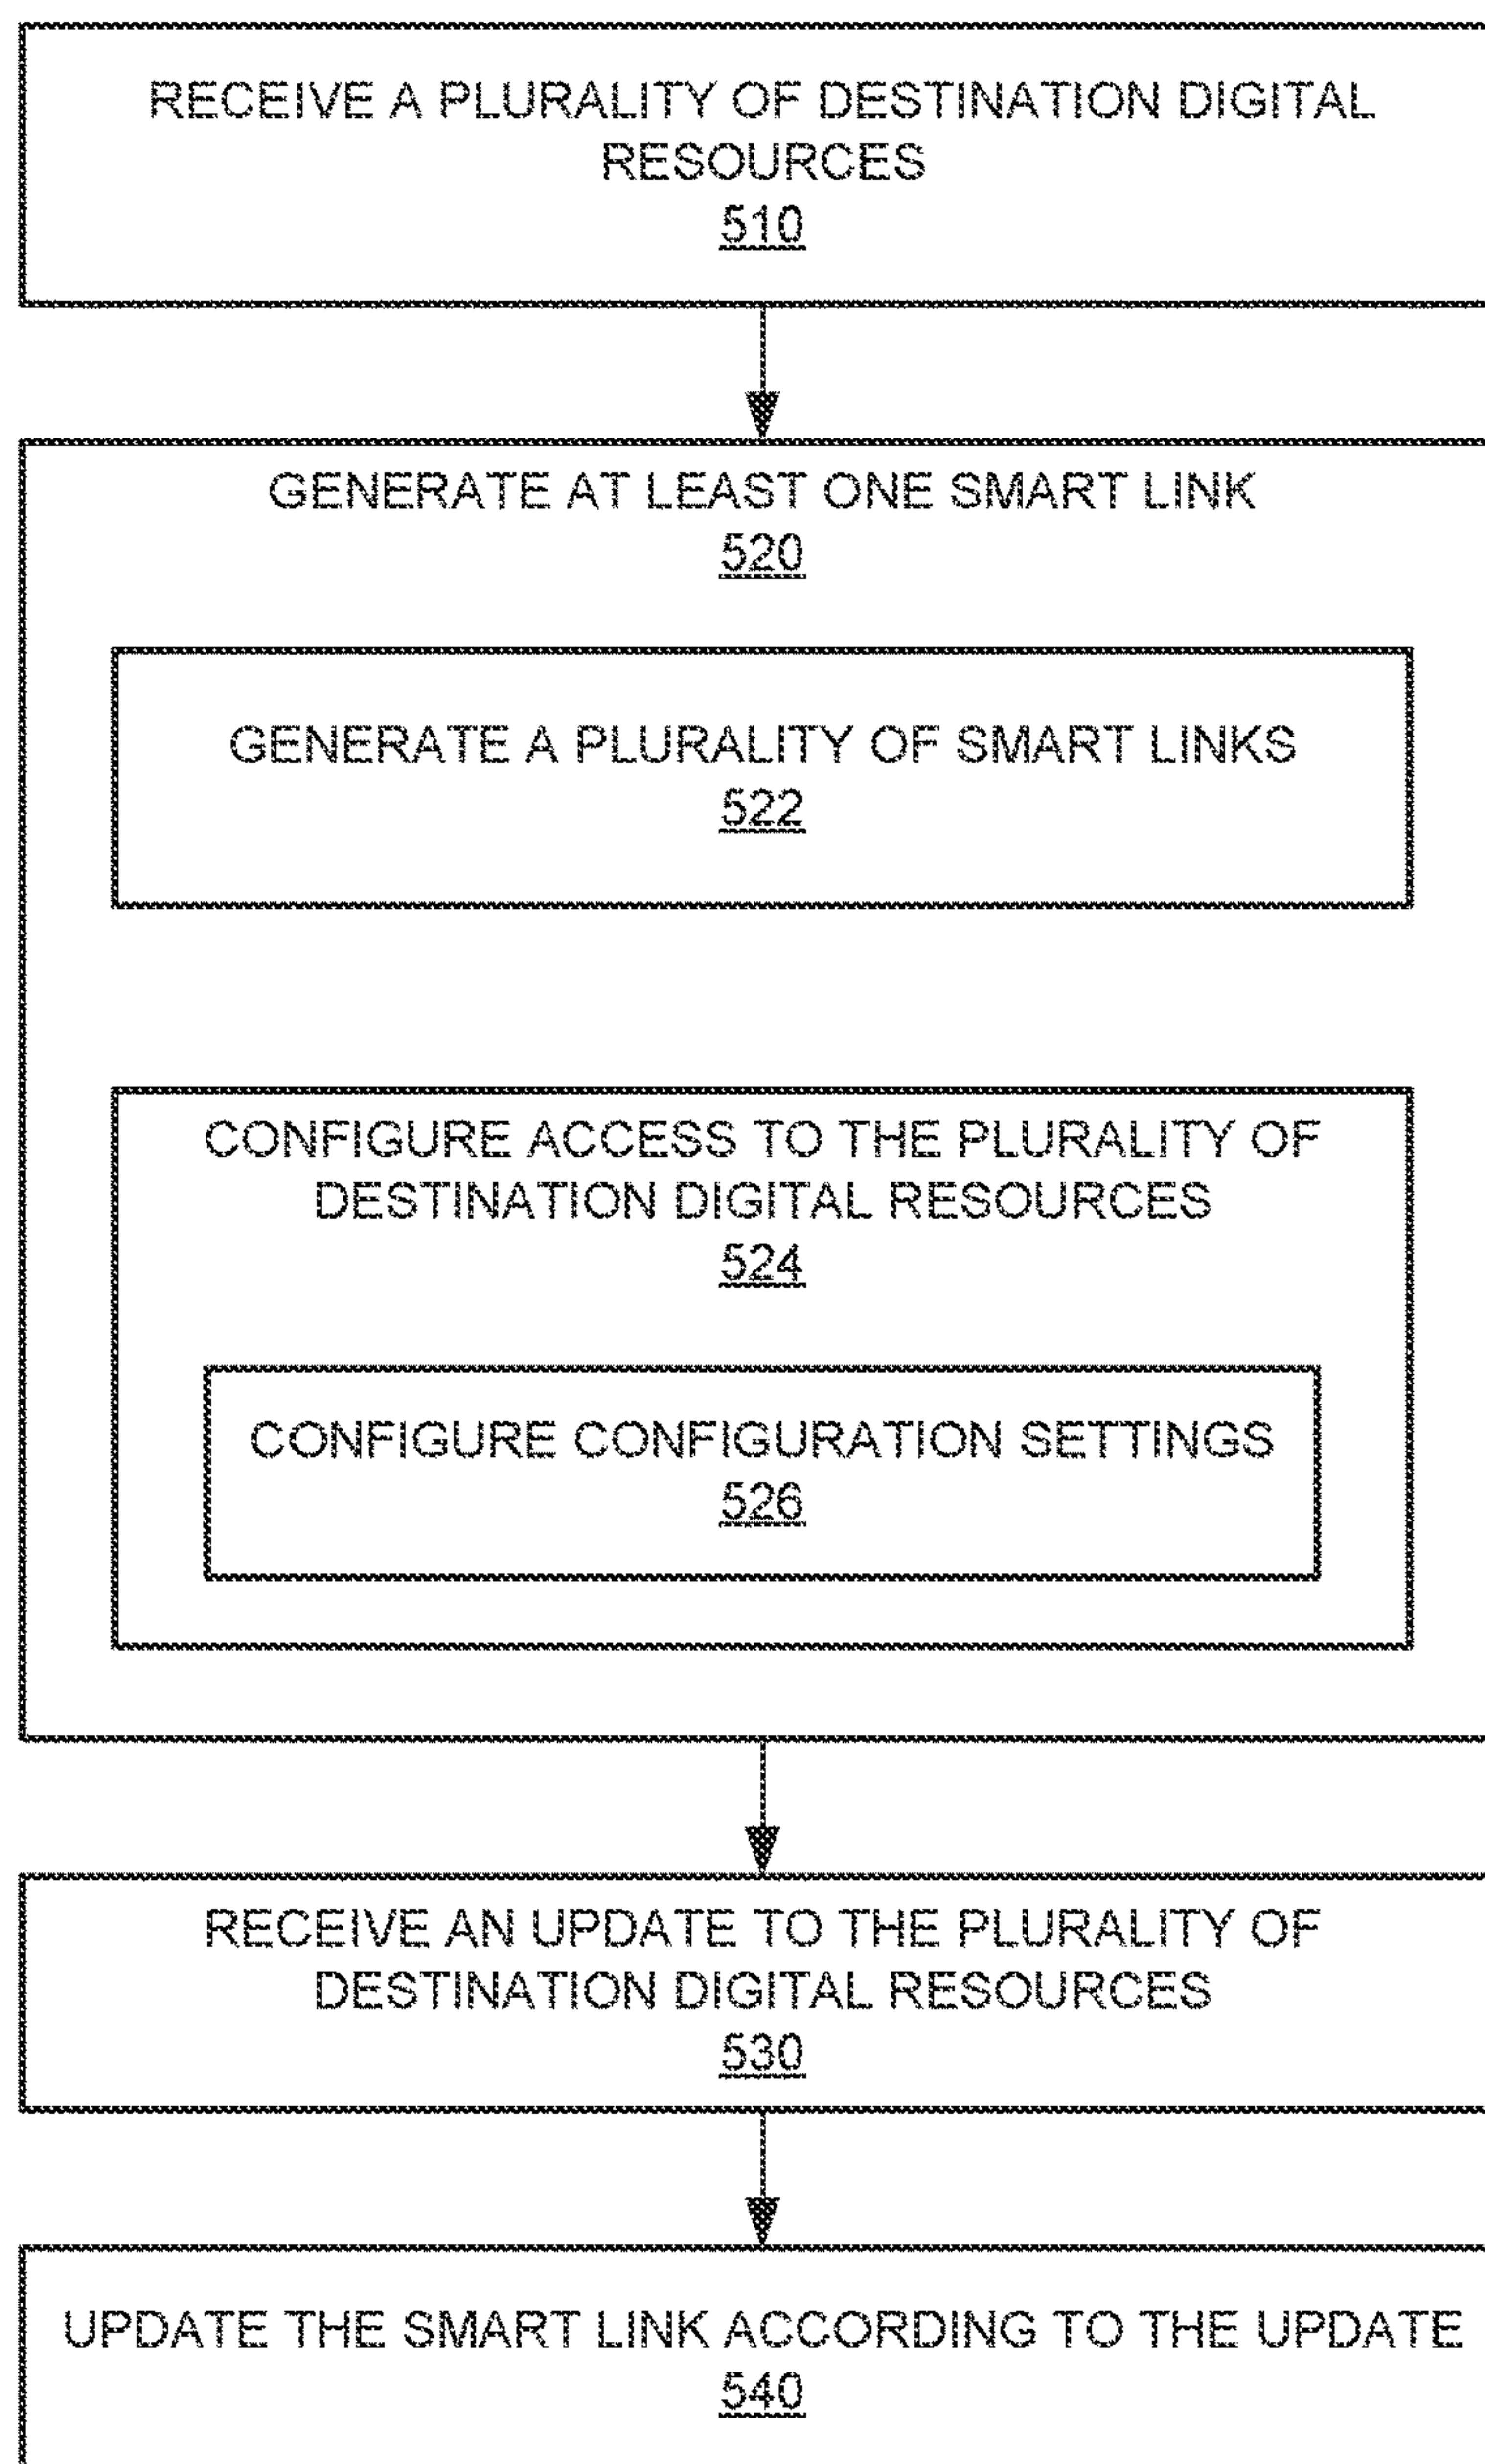 RECEIVE A PLURALITY OF DESTINATION DIGITAL
RESOURCES
510
GENERATE AT LEAST ONE SMART LINK
520
GENERATE A PLURALITY OF SMART LINKS
522
CONFIGURE ACCESS TO THE PLURALITY OF
DESTINATION DIGITAL RESOURCES
524
CONFIGURE CONFIGURATION SETTINGS
526
RECEIVE AN UPDATE TO THE PLURALITY OF
DESTINATION DIGITAL RESOURCES
530
UPDATE THE SMART LINK ACCORDING TO THE UPDATE
540